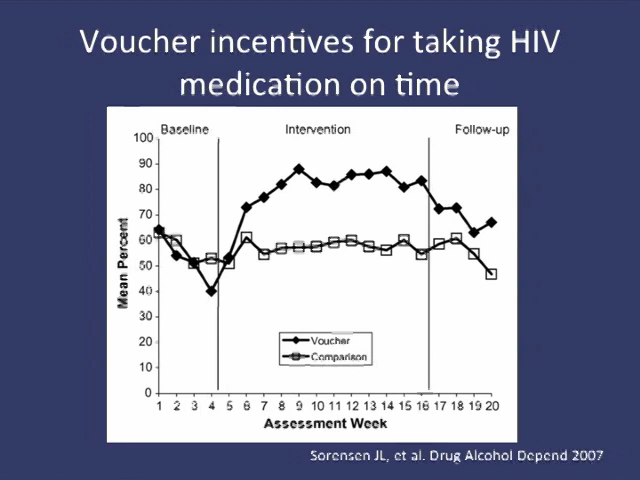 Voucher incentives for taking HIV
medication on time
Baseline Intervention Follow-up
100
90
80
70
60
50
40
30
20
10
0
Mean Percent
Voucher
Comparison
1 2 3 4 5 6 7 8 9 10 11 12 13 14 15 16 17 18 19 20
Assessment Week
Sorensen JL, et al. Drug Alcohol Depend 2007